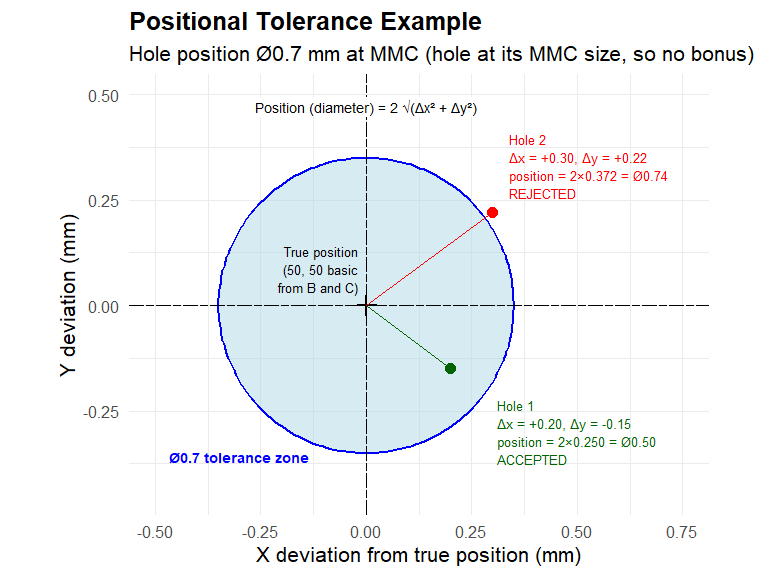 Positional Tolerance Example
Hole position Ø0.7 mm at MMC (hole at its MMC size, so no bonus)
Position (diameter) = 2 √(Δx² + Δy²)
Hole 2
Δx = +0.30, Δy = +0.22
position = 2×0.372 = Ø0.74
REJECTED
True position
(50, 50 basic
from B and C)
Hole 1
Δx = +0.20, Δy = -0.15
position = 2×0.250 = Ø0.50
ACCEPTED
Ø0.7 tolerance zone
Y deviation (mm)
0.50
0.25
0.00
-0.25
-0.50
-0.25
0.00
0.25
0.50
0.75
X deviation from true position (mm)